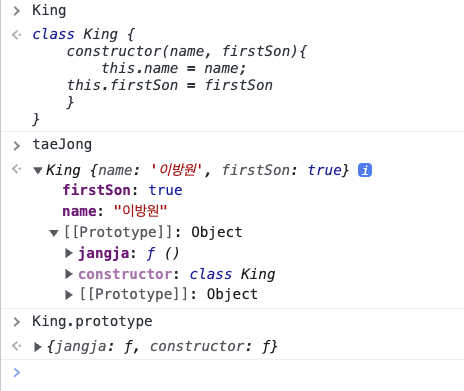 > King
<· class King {
    constructor(name, firstSon){
        this.name = name;
    this.firstSon = firstSon
    }
}
> taeJong
<· ▼King {name: '이방원', firstSon: true} i
    firstSon: true
    name: "이방원"
  ▼[[Prototype]]: Object
    ▶jangja: ƒ ()
    ▶constructor: class King
    ▶[[Prototype]]: Object
> King.prototype
<· ▶{jangja: ƒ, constructor: ƒ}
>